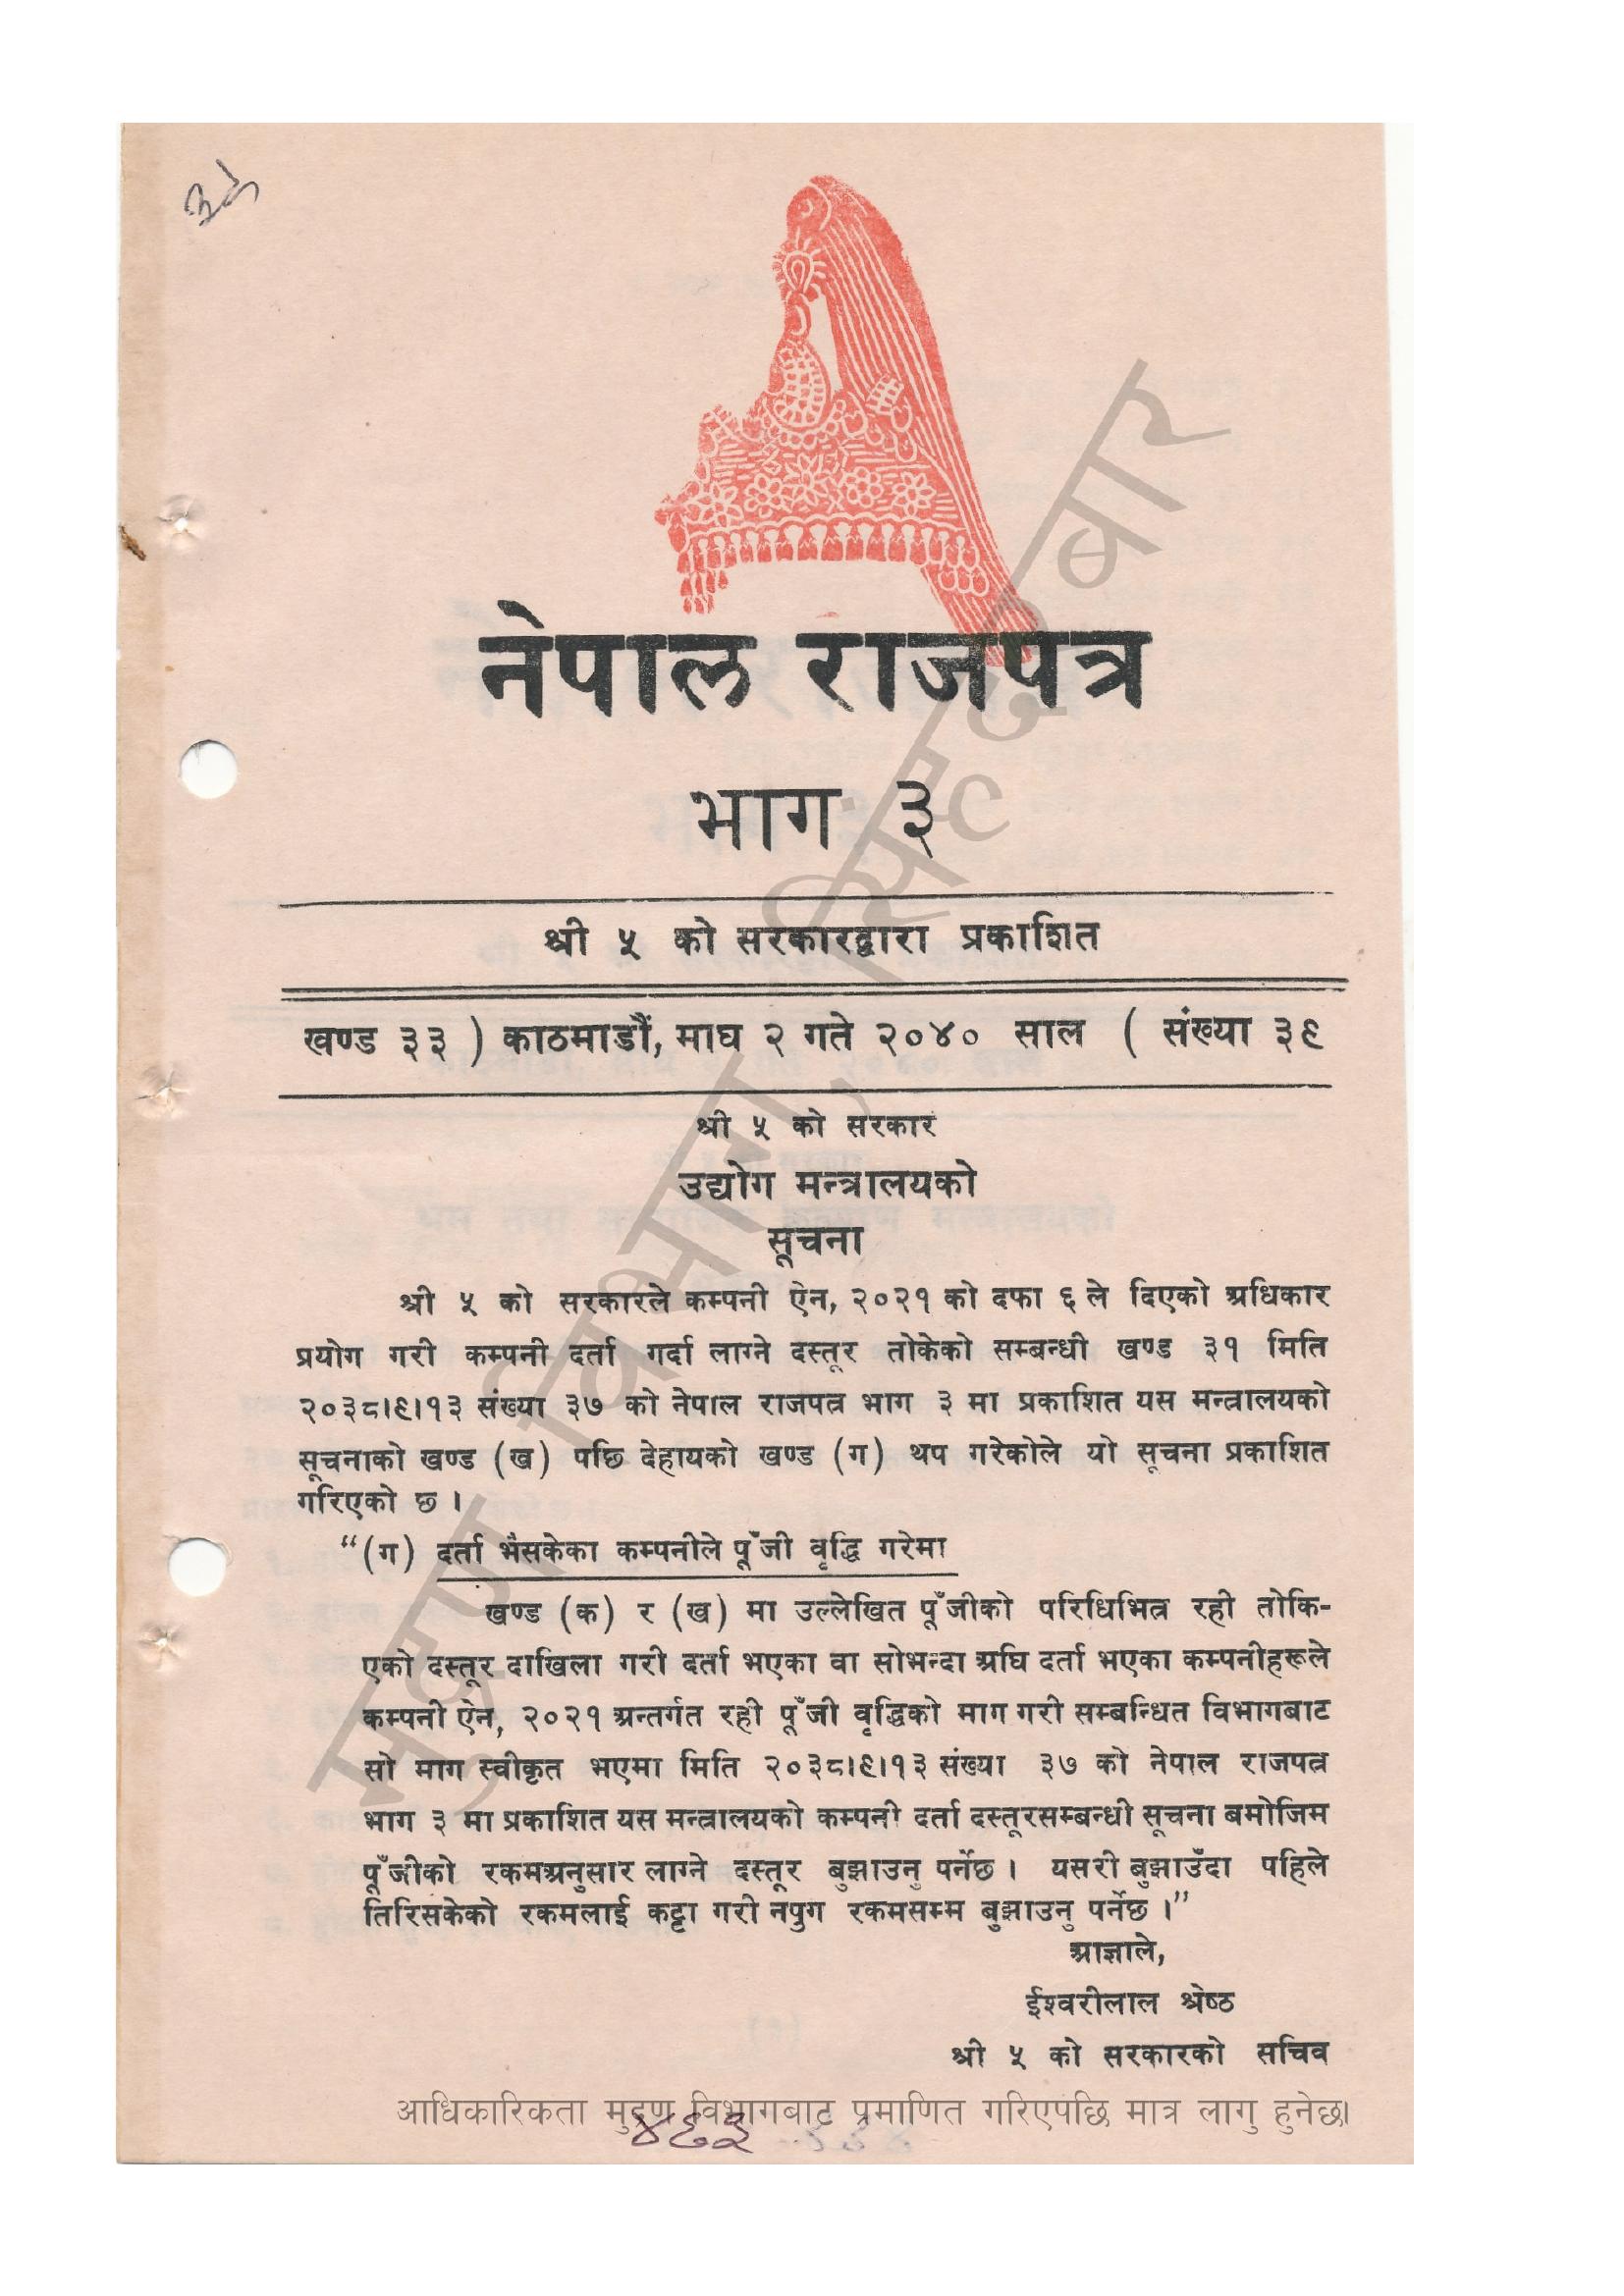 ३९
नेपाल राजपत्र
भाग ३
श्री ५ को सरकारद्वारा प्रकाशित
खण्ड ३३ ) काठमाडौं, माघ २ गते २०४० साल ( संख्या ३९
श्री ५ को सरकार
उद्योग मन्त्रालयको
सूचना
श्री ५ को सरकारले कम्पनी ऐन, २०२१ को दफा ६ ले दिएको अधिकार
प्रयोग गरी कम्पनी दर्ता गर्दा लाग्ने दस्तूर तोकेको सम्बन्धी खण्ड ३१ मिति
२०३८।९।१३ संख्या ३७ को नेपाल राजपत्र भाग ३ मा प्रकाशित यस मन्त्रालयको
सूचनाको खण्ड (ख) पछि देहायको खण्ड (ग) थप गरेकोले यो सूचना प्रकाशित
गरिएको छ ।
“(ग) दर्ता भैसकेका कम्पनीले पूँजी वृद्धि गरेमा
खण्ड (क) र (ख) मा उल्लेखित पूँजीको परिधिभित्र रही तोकि-
एको दस्तूर दाखिला गरी दर्ता भएका वा सोभन्दा अघि दर्ता भएका कम्पनीहरूले
कम्पनी ऐन, २०२१ अन्तर्गत रही पूँजी वृद्धिको माग गरी सम्बन्धित विभागबाट
सो माग स्वीकृत भएमा मिति २०३८।९।१३ संख्या ३७ को नेपाल राजपत्र
भाग ३ मा प्रकाशित यस मन्त्रालयको कम्पनी दर्ता दस्तूरसम्बन्धी सूचना बमोजिम
पूँजीको रकमअनुसार लाग्ने दस्तूर बुझाउनु पर्नेछ । यसरी बुझाउँदा पहिले
तिरिसकेको रकमलाई कट्टा गरी नपुग रकमसम्म बुझाउनु पर्नेछ ।”
आज्ञाले,
ईश्वरीलाल श्रेष्ठ
श्री ५ को सरकारको सचिव
आधिकारिकता मुद्रण विभागबाट प्रमाणित गरिएपछि मात्र लागु हुनेछ।
४६३
मुद्रण विभाग, सिंहदरबार